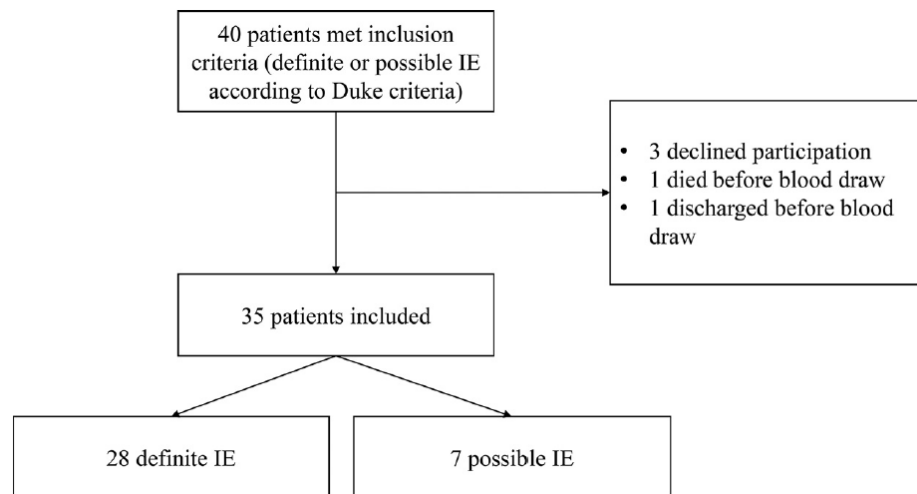 40 patients met inclusion
criteria (definite or possible IE
according to Duke criteria)
• 3 declined participation
• 1 died before blood draw
• 1 discharged before blood
draw
35 patients included
28 definite IE
7 possible IE